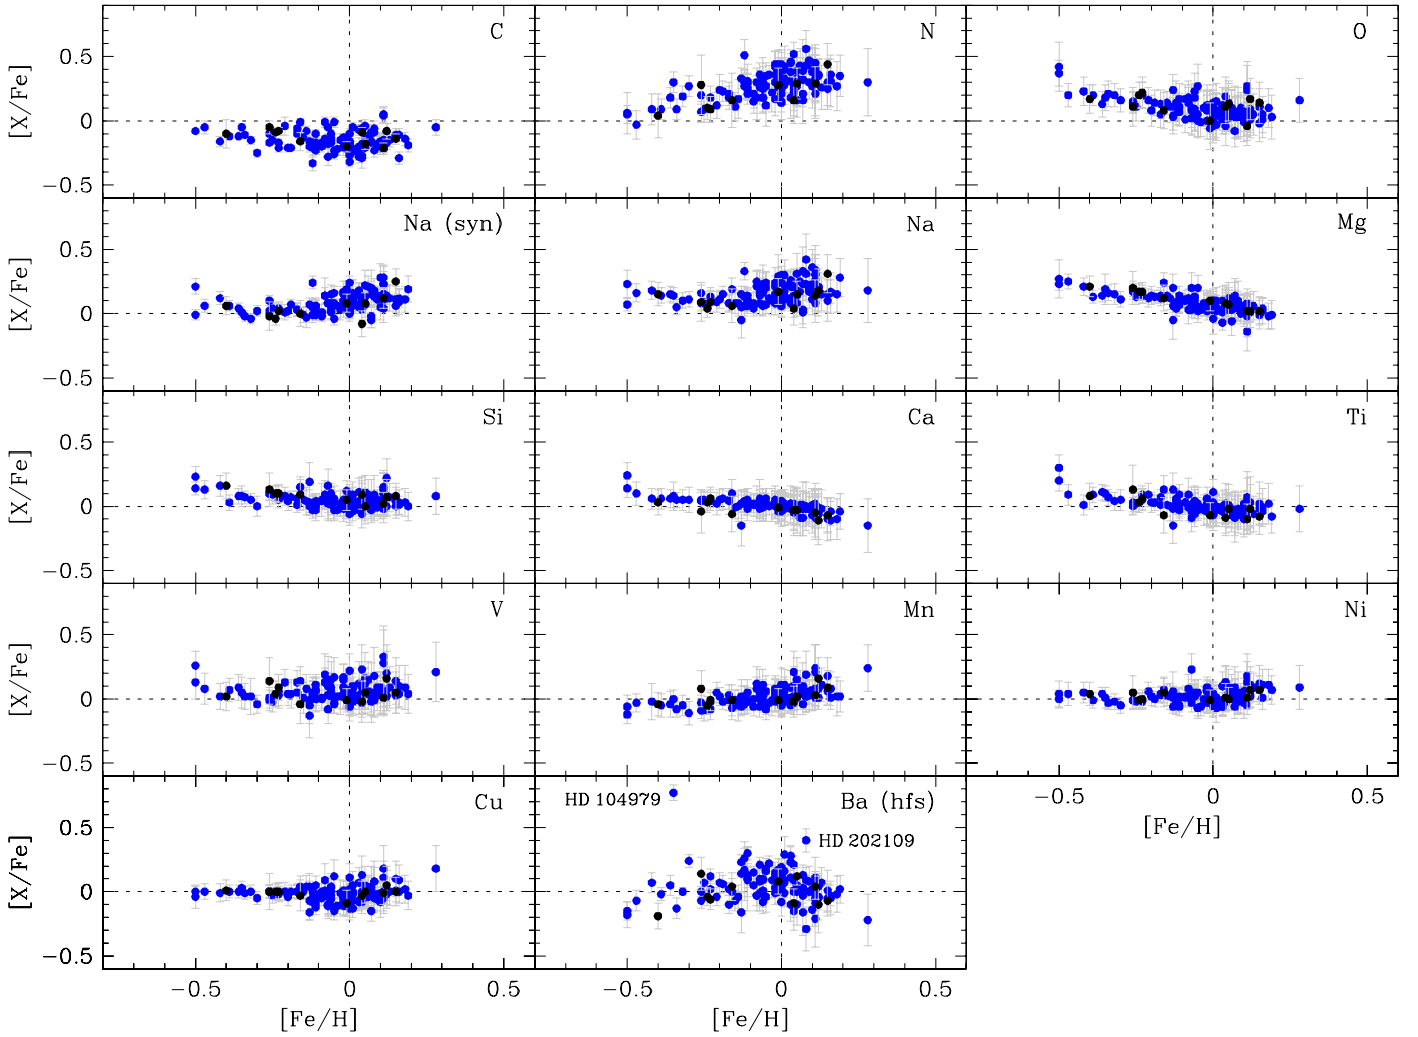 C N O
[X/Fe] 0.5 0 −0.5
Na (syn) Na Mg
[X/Fe] 0.5 0 −0.5
Si Ca Ti
[X/Fe] 0.5 0 −0.5
V Mn Ni
[X/Fe] 0.5 0 −0.5
Cu HD 104979 Ba (hfs) −0.5 0 0.5
[X/Fe] 0.5 0 −0.5 HD 202109 [Fe/H]
−0.5 0 0.5 −0.5 0 0.5
[Fe/H] [Fe/H]